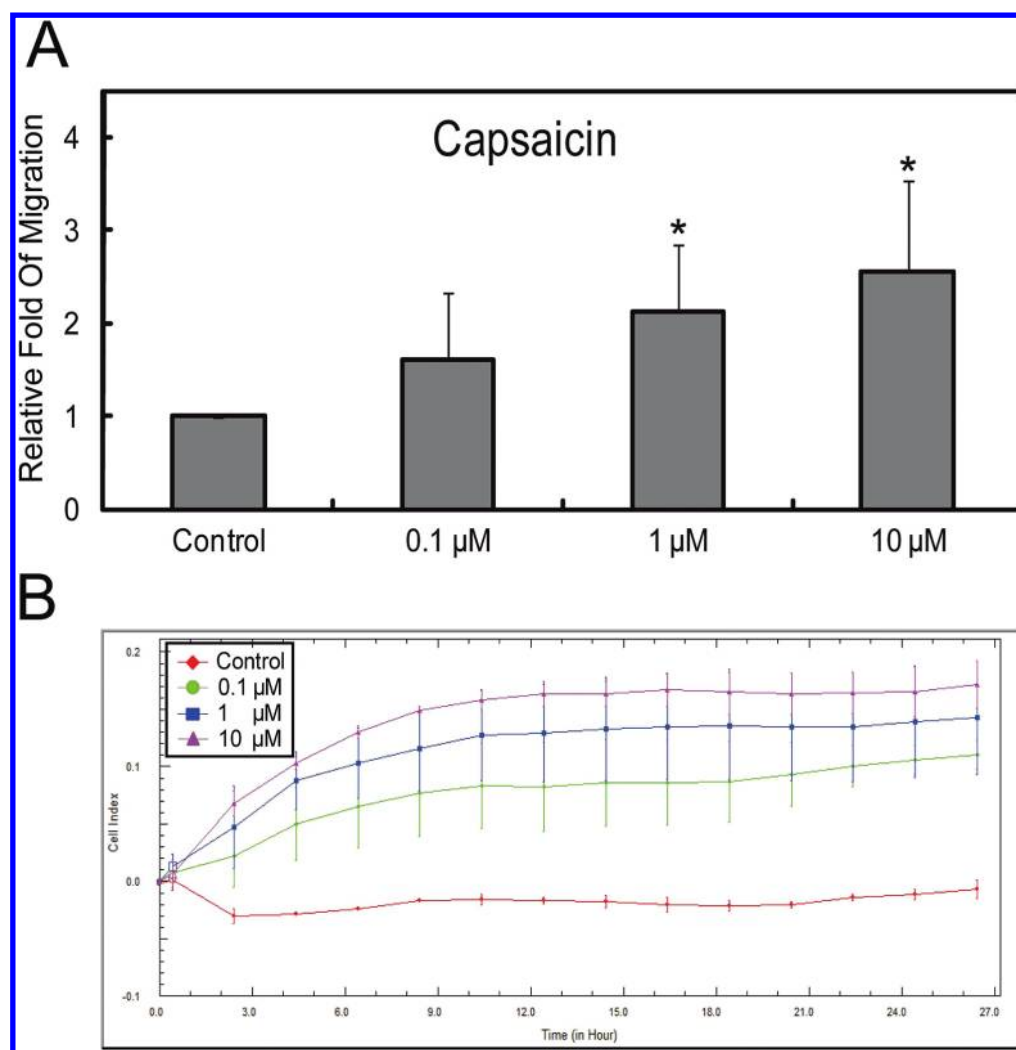 A
Capsaicin
Relative Fold Of Migration
4
3
2
1
0
*
*
Control
0.1 µM
1 µM
10 µM
B
Control
0.1 µM
1 µM
10 µM
Cell Index
0.2
0.1
0.0
-0.1
0.0
3.0
6.0
9.0
12.0
15.0
18.0
21.0
24.0
27.0
Time (in Hour)